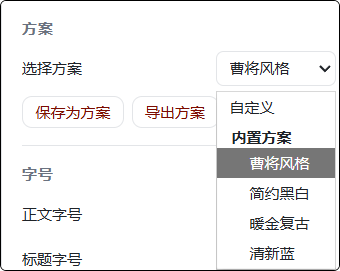 方案
选择方案
曹将风格
保存为方案
导出方案
自定义
内置方案
曹将风格
简约黑白
暖金复古
清新蓝
字号
正文字号
标题字号